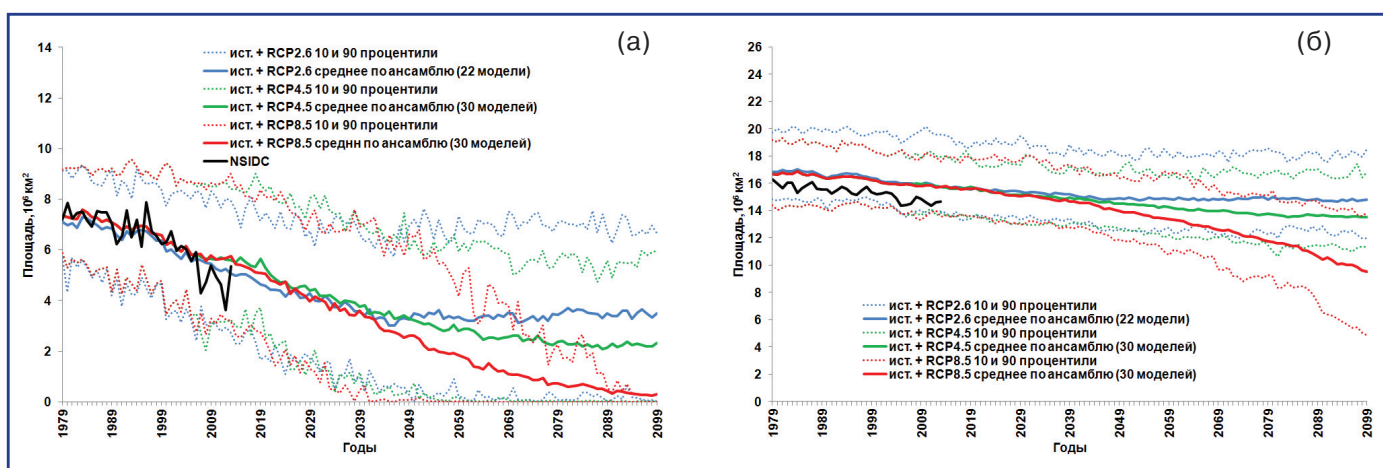 (а)
ист. + RCP2.6 10 и 90 процентили
ист. + RCP2.6 среднее по ансамблю (22 модели)
ист. + RCP4.5 10 и 90 процентили
ист. + RCP4.5 среднее по ансамблю (30 моделей)
ист. + RCP8.5 10 и 90 процентили
ист. + RCP8.5 среднн по ансамблю (30 моделей)
NSIDC
Площадь,10⁶ км²
14
12
10
8
6
4
2
0
1979
1989
1999
2009
2019
2029
2039
2049
2059
2069
2079
2089
2099
Годы
(б)
Площадь,10⁶ км²
26
24
22
20
18
16
14
12
10
8
6
4
2
0
ист. + RCP2.6 10 и 90 процентили
ист. + RCP2.6 среднее по ансамблю (22 модели)
ист. + RCP4.5 10 и 90 процентили
ист. + RCP4.5 среднее по ансамблю (30 моделей)
ист. + RCP8.5 10 и 90 процентили
ист. + RCP8.5 среднее по ансамблю (30 моделей)
1979
1989
1999
2009
2019
2029
2039
2049
2059
2069
2079
2089
2099
Годы